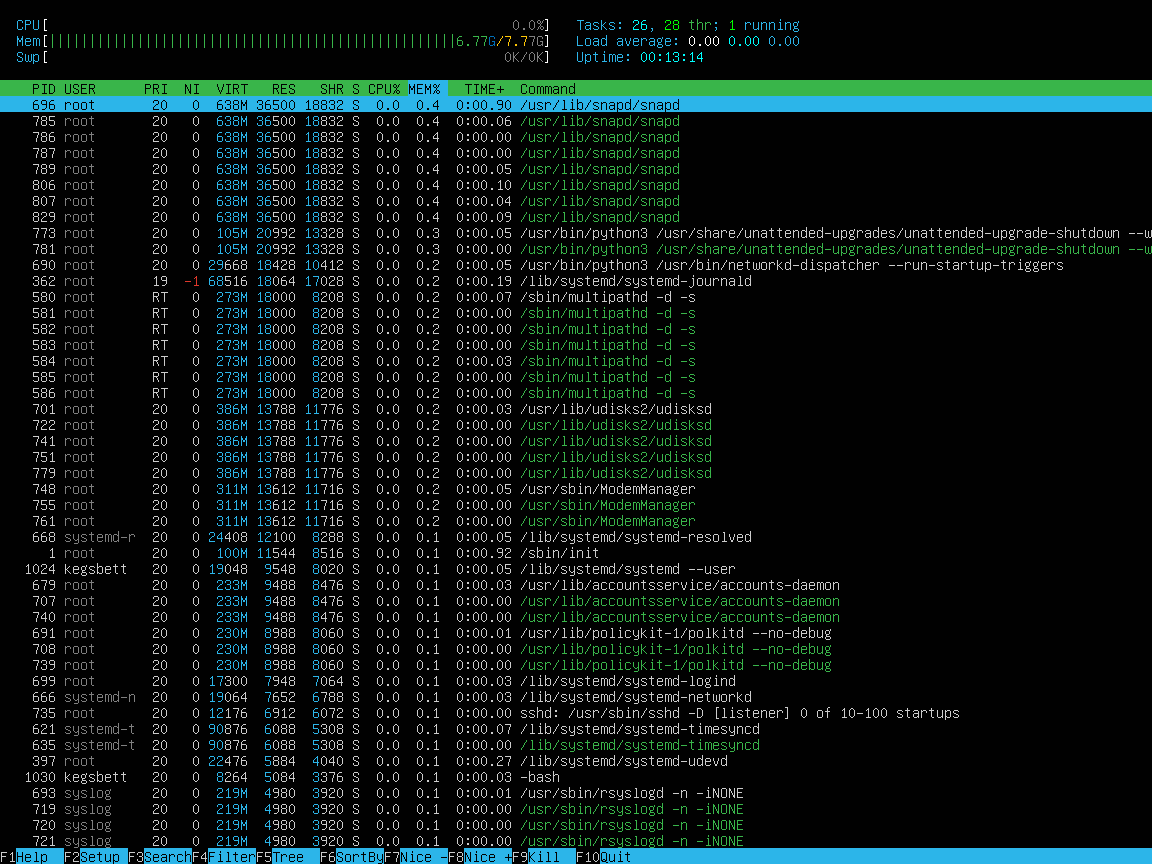 CPU[ 0.0%] Tasks: 26, 28 thr; 1 running
Mem[|||||||||||||||||||||||||||||||||||||||||||||||||||6.77G/7.77G] Load average: 0.00 0.00 0.00
Swp[ 0K/0K] Uptime: 00:13:14
PID USER PRI NI VIRT RES SHR S CPU% MEM% TIME+ Command
696 root 20 0 638M 36500 18832 S 0.0 0.4 0:00.90 /usr/lib/snapd/snapd
785 root 20 0 638M 36500 18832 S 0.0 0.4 0:00.06 /usr/lib/snapd/snapd
786 root 20 0 638M 36500 18832 S 0.0 0.4 0:00.00 /usr/lib/snapd/snapd
787 root 20 0 638M 36500 18832 S 0.0 0.4 0:00.00 /usr/lib/snapd/snapd
789 root 20 0 638M 36500 18832 S 0.0 0.4 0:00.05 /usr/lib/snapd/snapd
806 root 20 0 638M 36500 18832 S 0.0 0.4 0:00.10 /usr/lib/snapd/snapd
807 root 20 0 638M 36500 18832 S 0.0 0.4 0:00.04 /usr/lib/snapd/snapd
829 root 20 0 638M 36500 18832 S 0.0 0.4 0:00.09 /usr/lib/snapd/snapd
773 root 20 0 105M 20992 13328 S 0.0 0.3 0:00.05 /usr/bin/python3 /usr/share/unattended-upgrades/unattended-upgrade-shutdown --w
781 root 20 0 105M 20992 13328 S 0.0 0.3 0:00.00 /usr/bin/python3 /usr/share/unattended-upgrades/unattended-upgrade-shutdown --w
690 root 20 0 29668 18428 10412 S 0.0 0.2 0:00.05 /usr/bin/python3 /usr/bin/networkd-dispatcher --run-startup-triggers
362 root 19 -1 68516 18064 17028 S 0.0 0.2 0:00.19 /lib/systemd/systemd-journald
580 root RT 0 273M 18000 8208 S 0.0 0.2 0:00.07 /sbin/multipathd -d -s
581 root RT 0 273M 18000 8208 S 0.0 0.2 0:00.00 /sbin/multipathd -d -s
582 root RT 0 273M 18000 8208 S 0.0 0.2 0:00.00 /sbin/multipathd -d -s
583 root RT 0 273M 18000 8208 S 0.0 0.2 0:00.00 /sbin/multipathd -d -s
584 root RT 0 273M 18000 8208 S 0.0 0.2 0:00.03 /sbin/multipathd -d -s
585 root RT 0 273M 18000 8208 S 0.0 0.2 0:00.00 /sbin/multipathd -d -s
586 root RT 0 273M 18000 8208 S 0.0 0.2 0:00.00 /sbin/multipathd -d -s
701 root 20 0 386M 13788 11776 S 0.0 0.2 0:00.03 /usr/lib/udisks2/udisksd
722 root 20 0 386M 13788 11776 S 0.0 0.2 0:00.00 /usr/lib/udisks2/udisksd
741 root 20 0 386M 13788 11776 S 0.0 0.2 0:00.00 /usr/lib/udisks2/udisksd
751 root 20 0 386M 13788 11776 S 0.0 0.2 0:00.00 /usr/lib/udisks2/udisksd
779 root 20 0 386M 13788 11776 S 0.0 0.2 0:00.00 /usr/lib/udisks2/udisksd
748 root 20 0 311M 13612 11716 S 0.0 0.2 0:00.05 /usr/sbin/ModemManager
755 root 20 0 311M 13612 11716 S 0.0 0.2 0:00.00 /usr/sbin/ModemManager
761 root 20 0 311M 13612 11716 S 0.0 0.2 0:00.00 /usr/sbin/ModemManager
668 systemd-r 20 0 24408 12100 8288 S 0.0 0.1 0:00.05 /lib/systemd/systemd-resolved
1 root 20 0 100M 11544 8516 S 0.0 0.1 0:00.92 /sbin/init
1024 kegsbett 20 0 19048 9548 8020 S 0.0 0.1 0:00.05 /lib/systemd/systemd --user
679 root 20 0 233M 9488 8476 S 0.0 0.1 0:00.03 /usr/lib/accountsservice/accounts-daemon
707 root 20 0 233M 9488 8476 S 0.0 0.1 0:00.00 /usr/lib/accountsservice/accounts-daemon
740 root 20 0 233M 9488 8476 S 0.0 0.1 0:00.00 /usr/lib/accountsservice/accounts-daemon
691 root 20 0 230M 8988 8060 S 0.0 0.1 0:00.01 /usr/lib/policykit-1/polkitd --no-debug
708 root 20 0 230M 8988 8060 S 0.0 0.1 0:00.00 /usr/lib/policykit-1/polkitd --no-debug
739 root 20 0 230M 8988 8060 S 0.0 0.1 0:00.00 /usr/lib/policykit-1/polkitd --no-debug
699 root 20 0 17300 7948 7064 S 0.0 0.1 0:00.03 /lib/systemd/systemd-logind
666 systemd-n 20 0 19064 7652 6788 S 0.0 0.1 0:00.03 /lib/systemd/systemd-networkd
735 root 20 0 12176 6912 6072 S 0.0 0.1 0:00.00 sshd: /usr/sbin/sshd -D [listener] 0 of 10-100 startups
621 systemd-t 20 0 90876 6088 5308 S 0.0 0.1 0:00.07 /lib/systemd/systemd-timesyncd
635 systemd-t 20 0 90876 6088 5308 S 0.0 0.1 0:00.00 /lib/systemd/systemd-timesyncd
397 root 20 0 22476 5884 4040 S 0.0 0.1 0:00.27 /lib/systemd/systemd-udevd
1030 kegsbett 20 0 8264 5084 3376 S 0.0 0.1 0:00.03 -bash
693 syslog 20 0 219M 4980 3920 S 0.0 0.1 0:00.01 /usr/sbin/rsyslogd -n -iNONE
719 syslog 20 0 219M 4980 3920 S 0.0 0.1 0:00.00 /usr/sbin/rsyslogd -n -iNONE
720 syslog 20 0 219M 4980 3920 S 0.0 0.1 0:00.00 /usr/sbin/rsyslogd -n -iNONE
721 syslog 20 0 219M 4980 3920 S 0.0 0.1 0:00.00 /usr/sbin/rsyslogd -n -iNONE
F1Help F2Setup F3SearchF4FilterF5Tree F6SortByF7Nice -F8Nice +F9Kill F10Quit